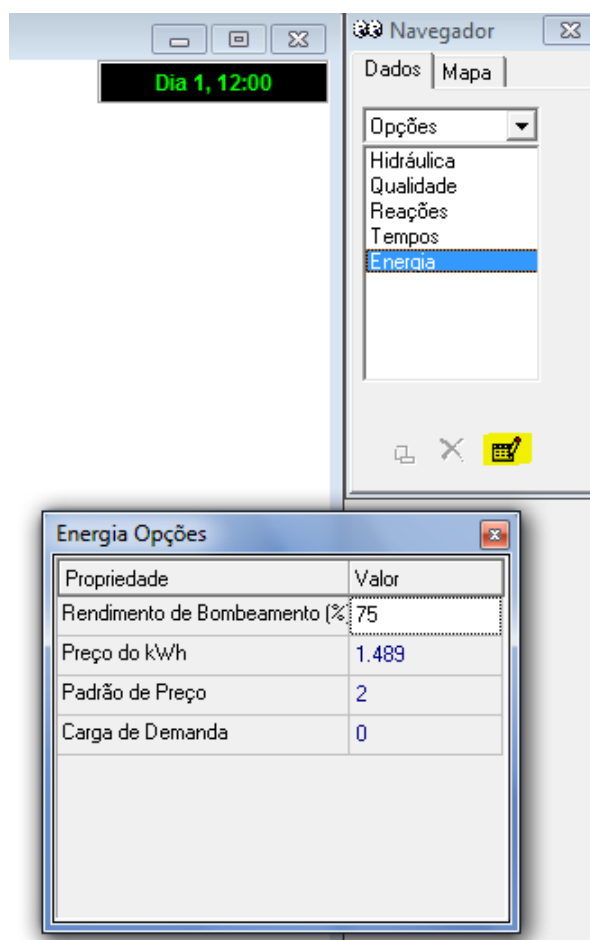 Navegador
Dia 1, 12:00
Dados Mapa
Opções
Hidráulica
Qualidade
Reações
Tempos
Energia
Energia Opções
Propriedade Valor
Rendimento de Bombeamento (% 75
Preço do kWh 1.489
Padrão de Preço 2
Carga de Demanda 0